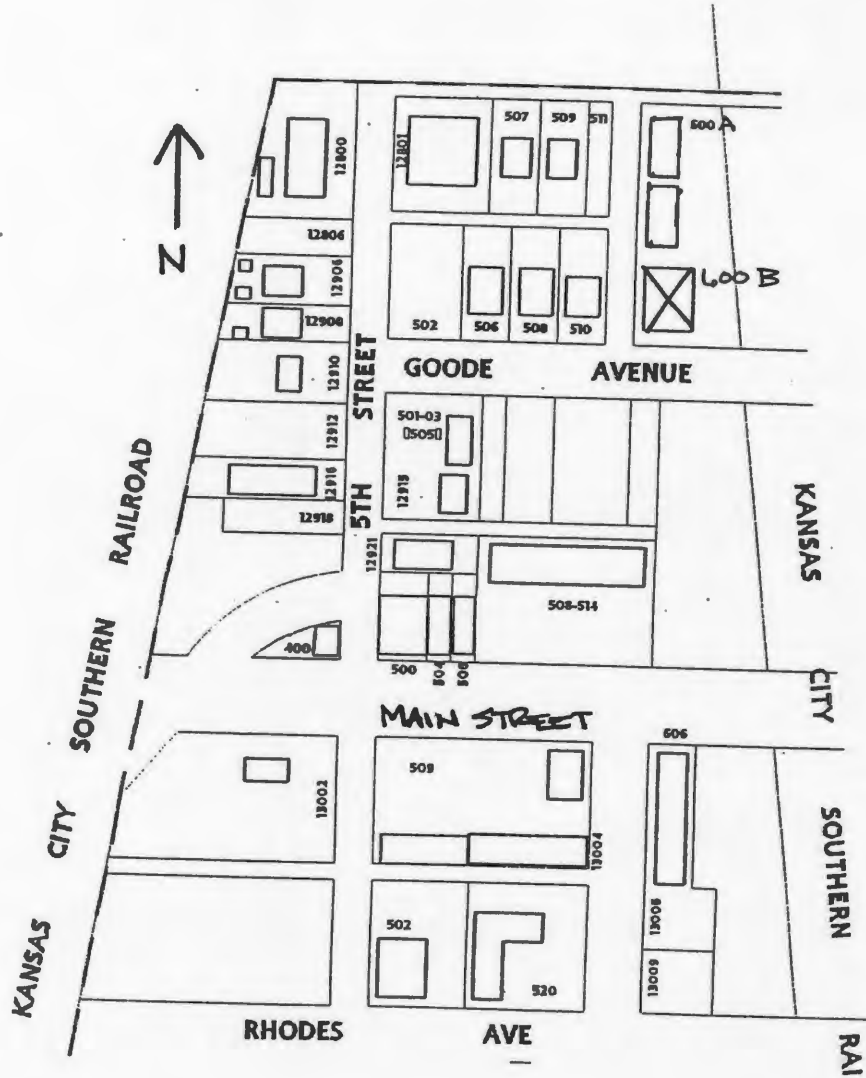 N
507
509
511
600 A
12800
12801
12806
12906
600 B
12908
502
506
508
510
STREET
GOODE
AVENUE
12910
501-03
[505]
12912
12916
12915
12918
5TH
12921
RAILROAD
KANSAS
508-514
400
500
504
506
SOUTHERN
MAIN STREET
CITY
606
509
13002
13004
CITY
SOUTHERN
502
520
13006
13009
KANSAS
RHODES
AVE
RAI